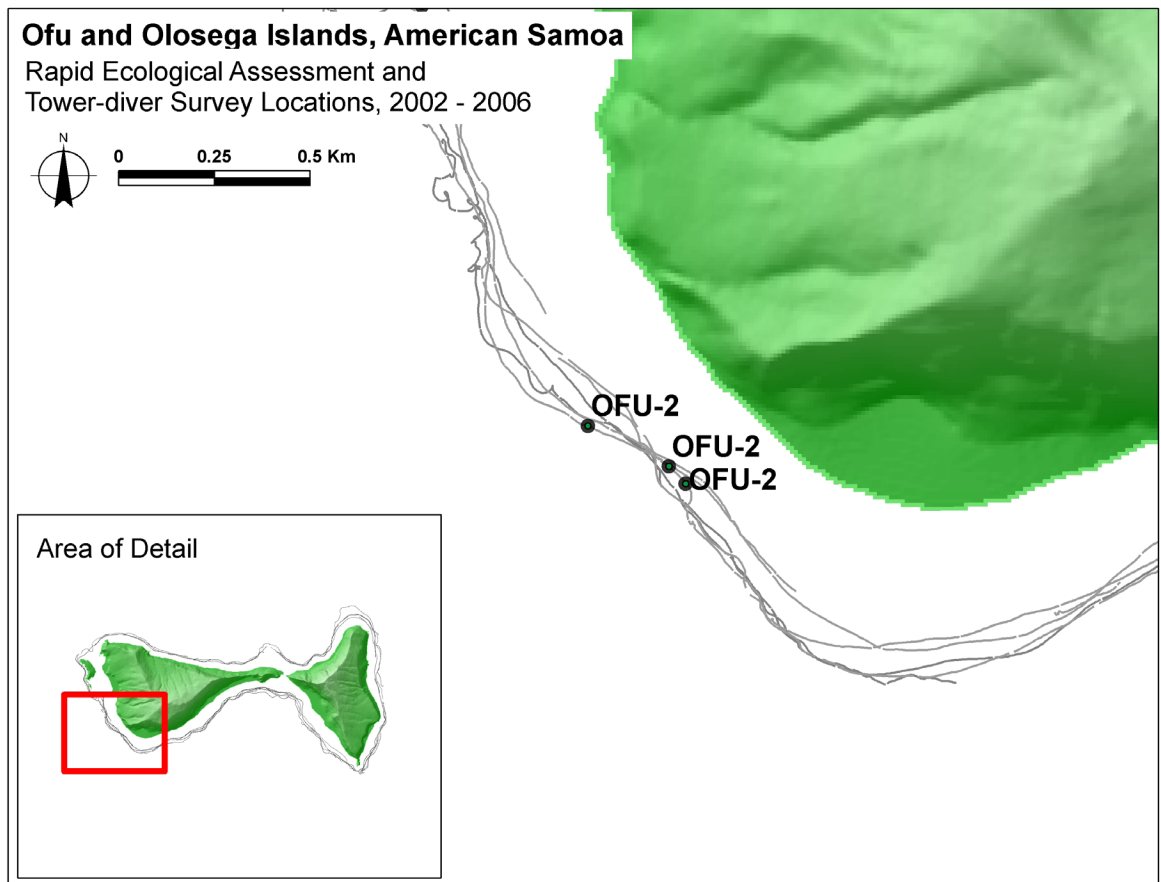 Ofu and Olosega Islands, American Samoa
Rapid Ecological Assessment and
Tower-diver Survey Locations, 2002 - 2006
N
0 0.25 0.5 Km
OFU-2
OFU-2
OFU-2
Area of Detail